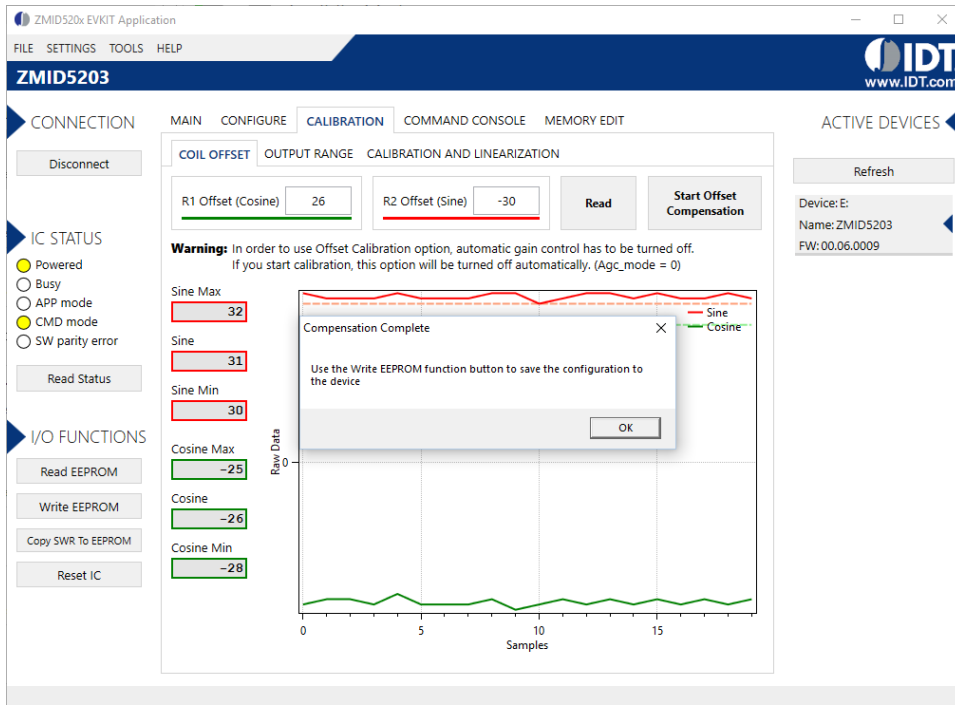 ZMID520x EVKIT Application
FILE SETTINGS TOOLS HELP
IDT
www.IDT.com
ZMID5203
CONNECTION
Disconnect
IC STATUS
Powered
Busy
APP mode
CMD mode
SW parity error
Read Status
I/O FUNCTIONS
Read EEPROM
Write EEPROM
Copy SWR To EEPROM
Reset IC
MAIN CONFIGURE CALIBRATION COMMAND CONSOLE MEMORY EDIT
COIL OFFSET OUTPUT RANGE CALIBRATION AND LINEARIZATION
R1 Offset (Cosine) 26 R2 Offset (Sine) -30 Read Start Offset
Compensation
Warning: In order to use Offset Calibration option, automatic gain control has to be turned off.
If you start calibration, this option will be turned off automatically. (Agc_mode = 0)
Sine Max
32
Sine
31
Sine Min
30
Cosine Max
-25
Cosine
-26
Cosine Min
-28
Sine
Cosine
Compensation Complete
Use the Write EEPROM function button to save the configuration to
the device
OK
Raw Data
0
0 5 10 15
Samples
ACTIVE DEVICES
Refresh
Device: E:
Name: ZMID5203
FW: 00.06.0009